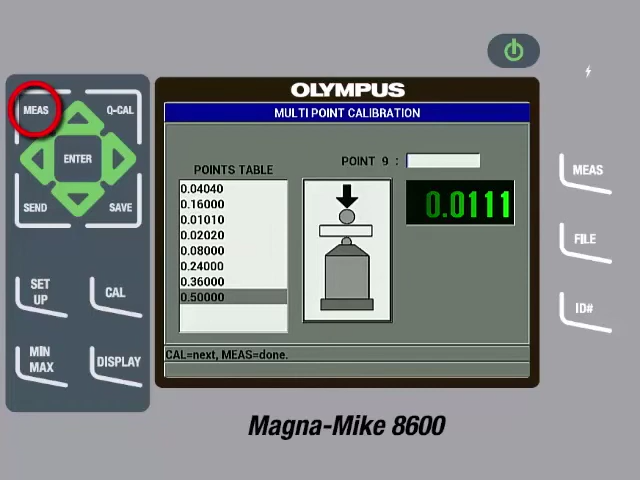 OLYMPUS
MULTI POINT CALIBRATION
MEAS
Q-CAL
ENTER
SEND
SAVE
SET
UP
CAL
MIN
MAX
DISPLAY
POINTS TABLE
0.04040
0.16000
0.01010
0.02020
0.08000
0.24000
0.36000
0.50000
POINT 9 :
0.0111
CAL=next, MEAS=done.
MEAS
FILE
ID#
Magna-Mike 8600